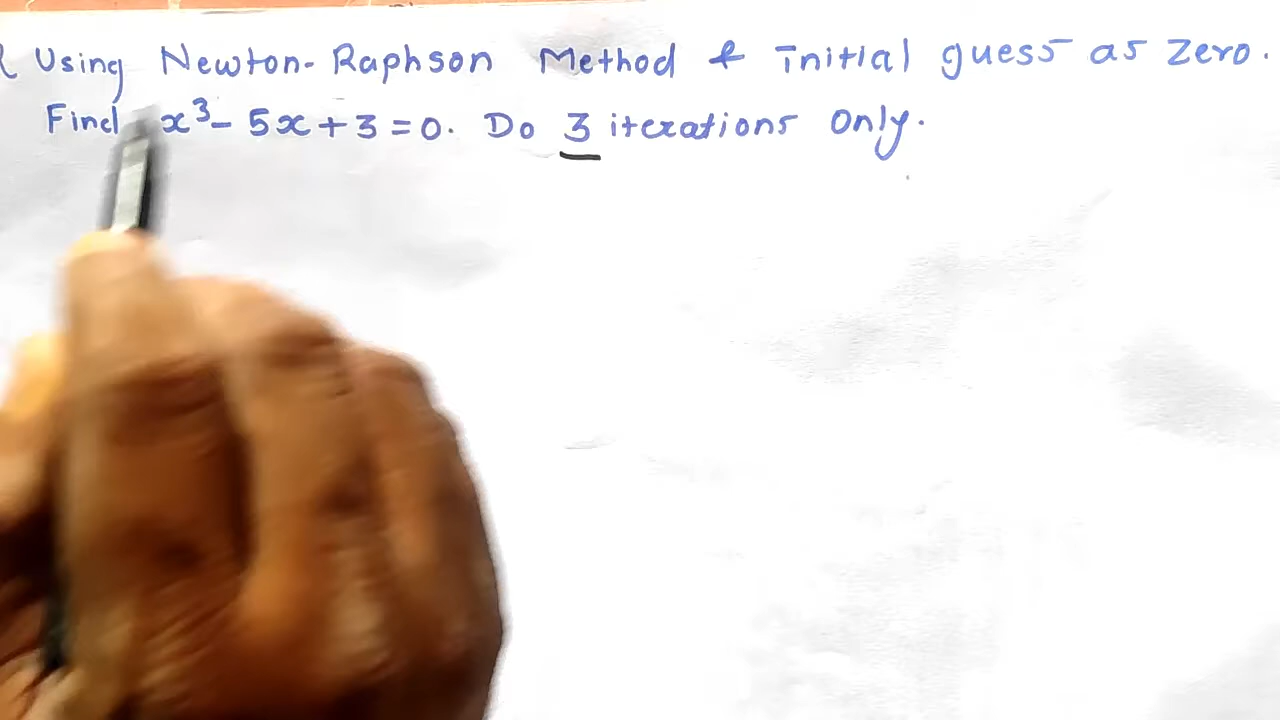 Using Newton-Raphson Method & initial guess as zero.
Find x³- 5x + 3 = 0. Do 3 iterations only.